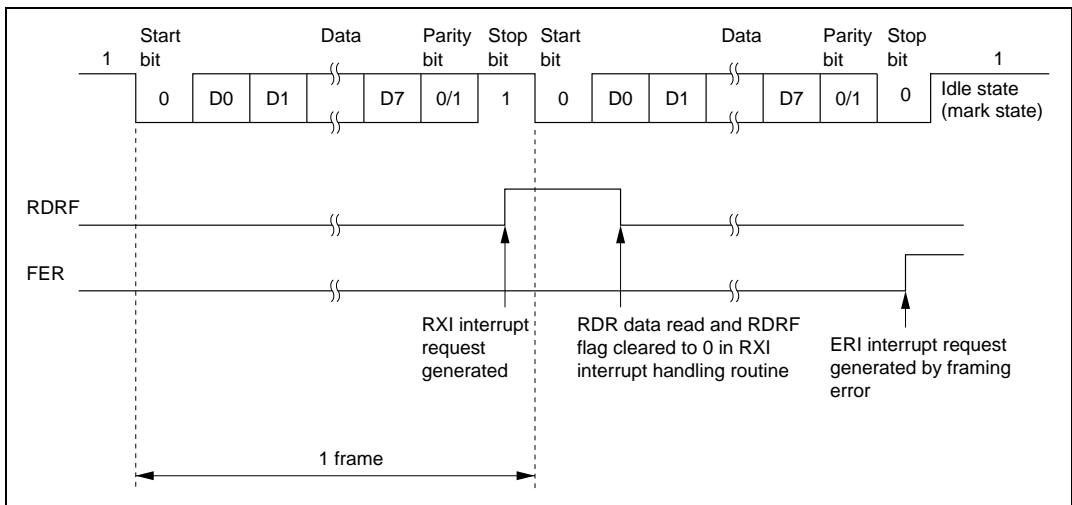 Start Data Parity Stop Start Data Parity Stop
1 bit bit bit bit bit bit 1
0 D0 D1 D7 0/1 1 0 D0 D1 D7 0/1 0 Idle state
(mark state)
RDRF
FER
RXI interrupt
request
generated
RDR data read and RDRF
flag cleared to 0 in RXI
interrupt handling routine
ERI interrupt request
generated by framing
error
1 frame